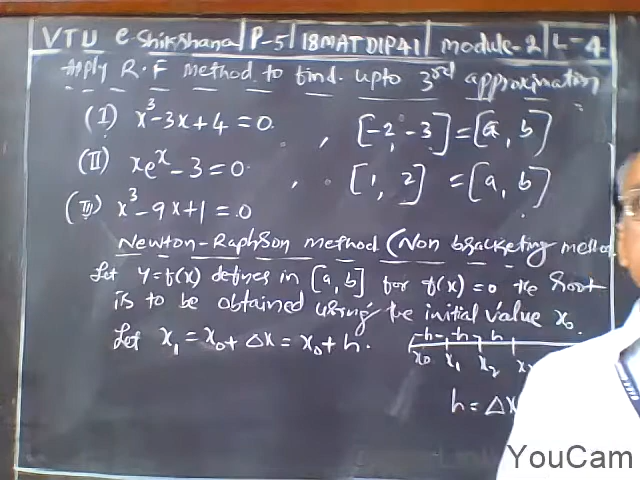 VTU e-Shikshana | P-5 | 18MATDIP41 | module-2 | L-4
Apply R.F method to find upto 3rd approximation
(I) x³-3x+4=0 , [-2, -3] = [a, b]
(II) xeˣ-3=0 , [1, 2] = [a, b]
(III) x³-9x+1=0
Newton-Raphson method (Non bracketing method
Let y=f(x) defines in [a, b] for f(x)=0 the root
is to be obtained using the initial value x₀.
Let x₁ = x₀+Δx = x₀+h.
-h- -h- h
x₀ x₁ x₂
h = Δx
YouCam